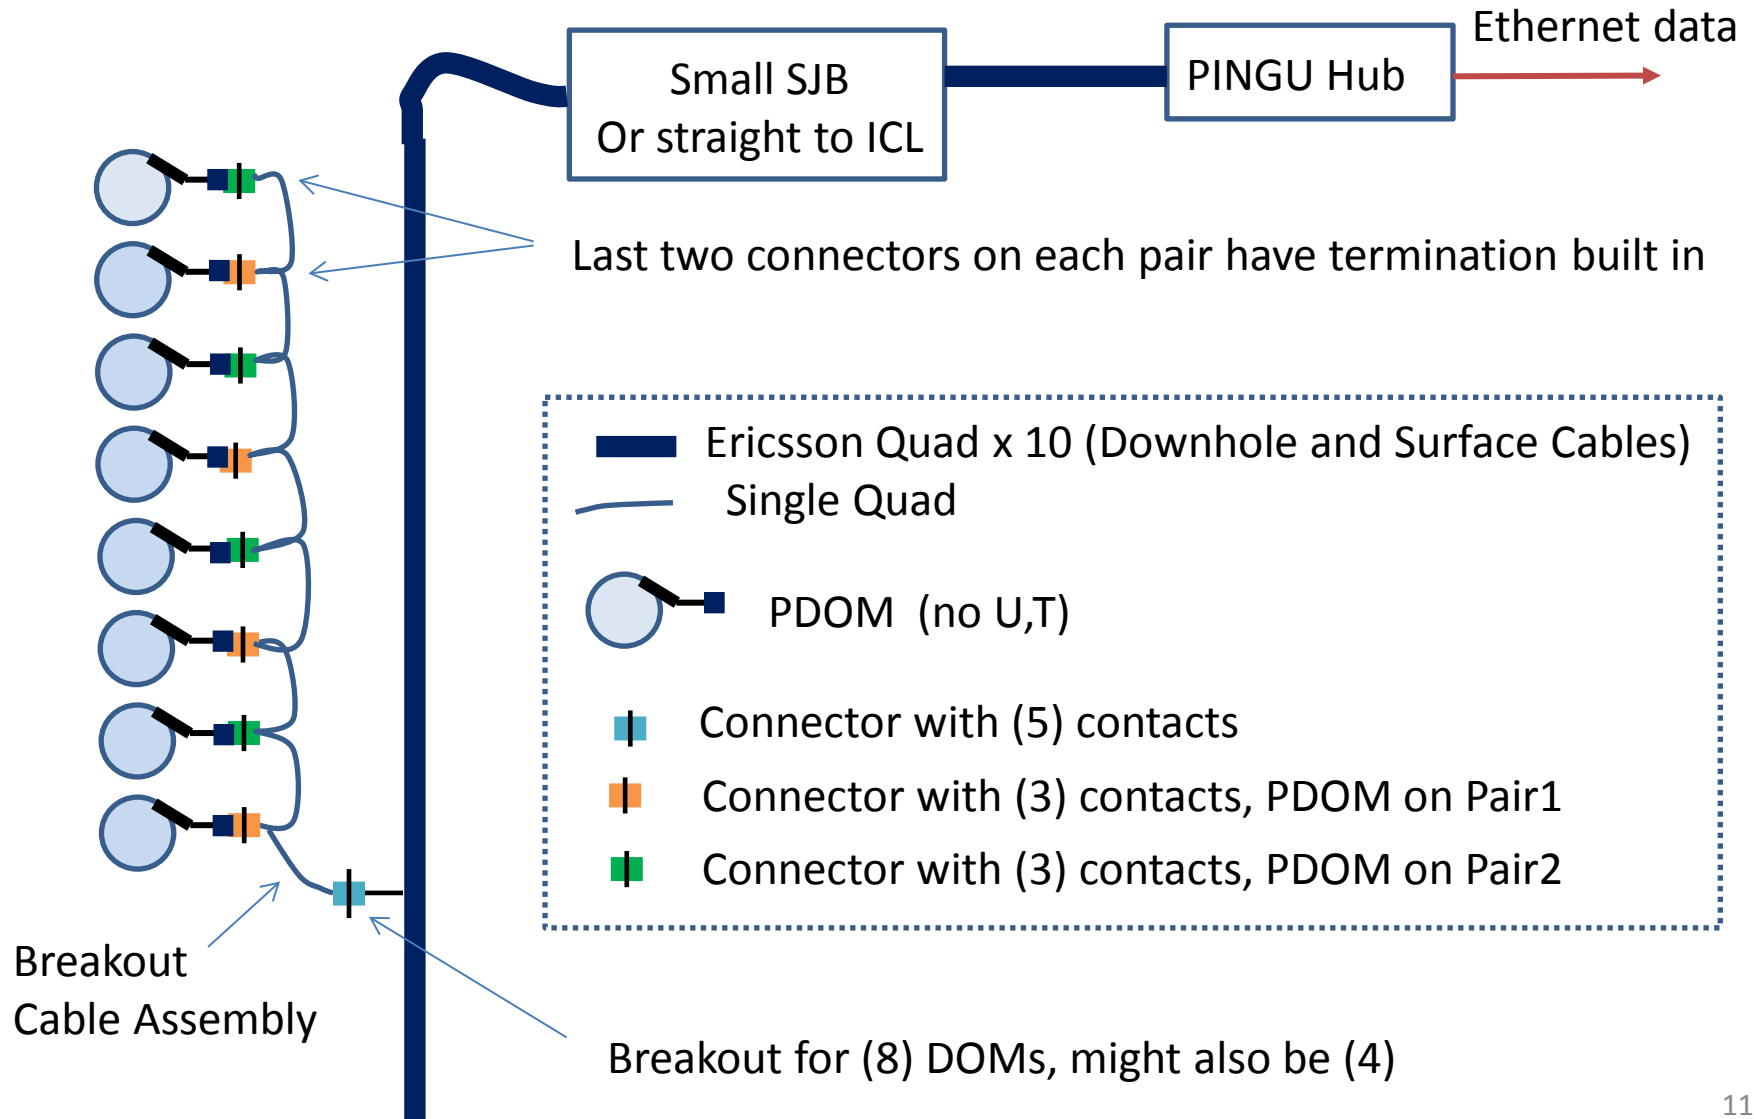 Ethernet data
Small SJB
Or straight to ICL
PINGU Hub
Last two connectors on each pair have termination built in
Ericsson Quad x 10 (Downhole and Surface Cables)
Single Quad
PDOM (no U,T)
Connector with (5) contacts
Connector with (3) contacts, PDOM on Pair1
Connector with (3) contacts, PDOM on Pair2
Breakout
Cable Assembly
Breakout for (8) DOMs, might also be (4)
11